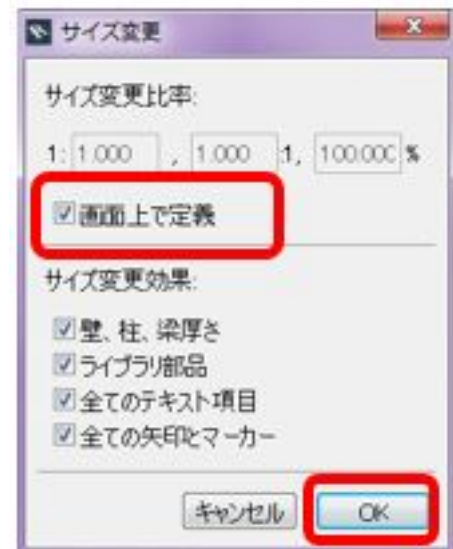 サイズ変更
サイズ変更比率:
1: 1.000 , 1.000 :1, 100.000 %
画面上で定義
サイズ変更効果:
壁、柱、梁厚さ
ライブラリ部品
全てのテキスト項目
全ての矢印とマーカー
キャンセル OK